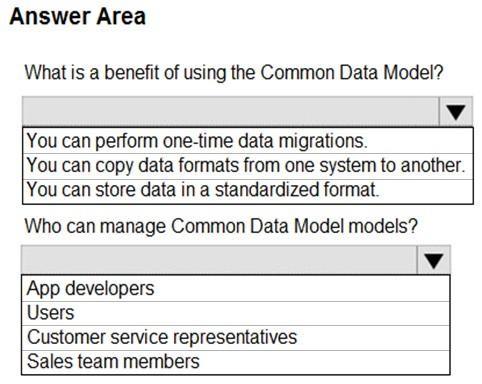 Answer Area
What is a benefit of using the Common Data Model?
You can perform one-time data migrations.
You can copy data formats from one system to another.
You can store data in a standardized format.
Who can manage Common Data Model models?
App developers
Users
Customer service representatives
Sales team members